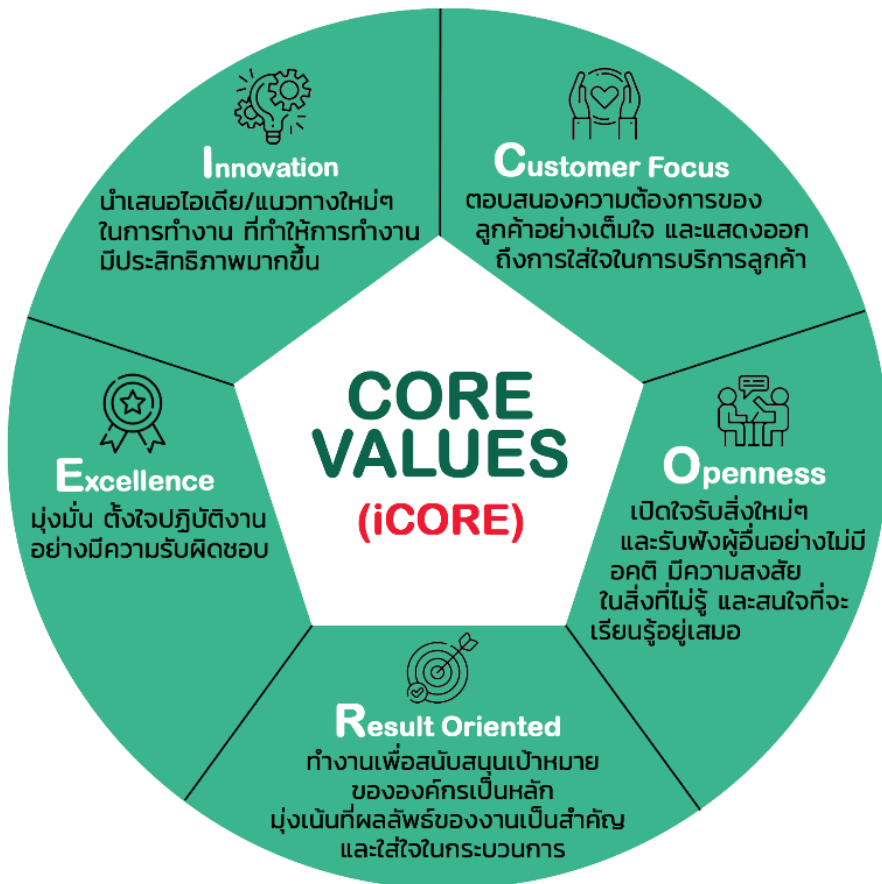 Innovation
นำเสนอไอเดีย/แนวทางใหม่ๆ
ในการทำงาน ที่ทำให้การทำงาน
มีประสิทธิภาพมากขึ้น
Customer Focus
ตอบสนองความต้องการของ
ลูกค้าอย่างเต็มใจ และแสดงออก
ถึงการใส่ใจในการบริการลูกค้า
CORE
VALUES
(iCORE)
Openness
เปิดใจรับสิ่งใหม่ๆ
และรับฟังผู้อื่นอย่างไม่มี
อคติ มีความสงสัย
ในสิ่งที่ไม่รู้ และสนใจที่จะ
เรียนรู้อยู่เสมอ
Result Oriented
ทำงานเพื่อสนับสนุนเป้าหมาย
ขององค์กรเป็นหลัก
มุ่งเน้นที่ผลลัพธ์ของงานเป็นสำคัญ
และใส่ใจในกระบวนการ
Excellence
มุ่งมั่น ตั้งใจปฏิบัติงาน
อย่างมีความรับผิดชอบ